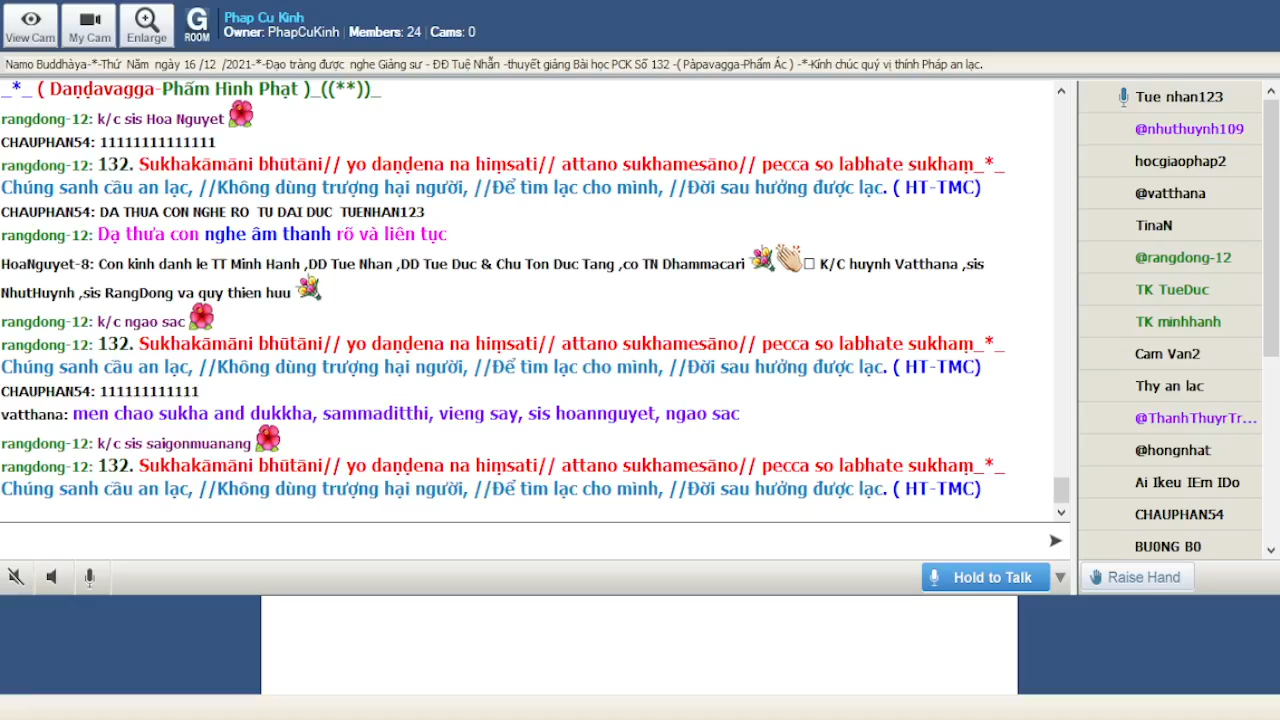 View Cam
My Cam
Enlarge
G
ROOM
Phap Cu Kinh
Owner: PhapCuKinh | Members: 24 | Cams: 0
Namo Buddhàya-*-Thứ Năm ngày 16 /12 /2021-*-Đạo tràng được nghe Giảng sư - ĐĐ Tuệ Nhẫn -thuyết giảng Bài học PCK Số 132 -( Pàpavagga-Phẩm Ác ) -*-Kính chúc quý vị thính Pháp an lạc.
_*_ ( Daṇḍavagga-Phẩm Hình Phạt )_((**))_
rangdong-12: k/c sis Hoa Nguyet
CHAUPHAN54: 11111111111111
rangdong-12: 132. Sukhakāmāni bhūtāni// yo daṇḍena na hiṃsati// attano sukhamesāno// pecca so labhate sukhaṃ_*_
Chúng sanh cầu an lạc, //Không dùng trượng hại người, //Để tìm lạc cho mình, //Đời sau hưởng được lạc. ( HT-TMC)
CHAUPHAN54: DA THUA CON NGHE RO TU DAI DUC TUENHAN123
rangdong-12: Dạ thưa con nghe âm thanh rõ và liên tục
HoaNguyet-8: Con kinh danh le TT Minh Hanh ,DD Tue Nhan ,DD Tue Duc & Chu Ton Duc Tang ,co TN Dhammacari K/C huynh Vatthana ,sis
NhutHuynh ,sis RangDong va quy thien huu
rangdong-12: k/c ngao sac
rangdong-12: 132. Sukhakāmāni bhūtāni// yo daṇḍena na hiṃsati// attano sukhamesāno// pecca so labhate sukhaṃ_*_
Chúng sanh cầu an lạc, //Không dùng trượng hại người, //Để tìm lạc cho mình, //Đời sau hưởng được lạc. ( HT-TMC)
CHAUPHAN54: 111111111111
vatthana: men chao sukha and dukkha, sammaditthi, vieng say, sis hoannguyet, ngao sac
rangdong-12: k/c sis saigonmuanang
rangdong-12: 132. Sukhakāmāni bhūtāni// yo daṇḍena na hiṃsati// attano sukhamesāno// pecca so labhate sukhaṃ_*_
Chúng sanh cầu an lạc, //Không dùng trượng hại người, //Để tìm lạc cho mình, //Đời sau hưởng được lạc. ( HT-TMC)
Tue nhan123
@nhuthuynh109
hocgiaophap2
@vatthana
TinaN
@rangdong-12
TK TueDuc
TK minhhanh
Cam Van2
Thy an lac
@ThanhThuyrTr...
@hongnhat
Ai Ikeu IEm IDo
CHAUPHAN54
BU0NG B0
Hold to Talk
Raise Hand